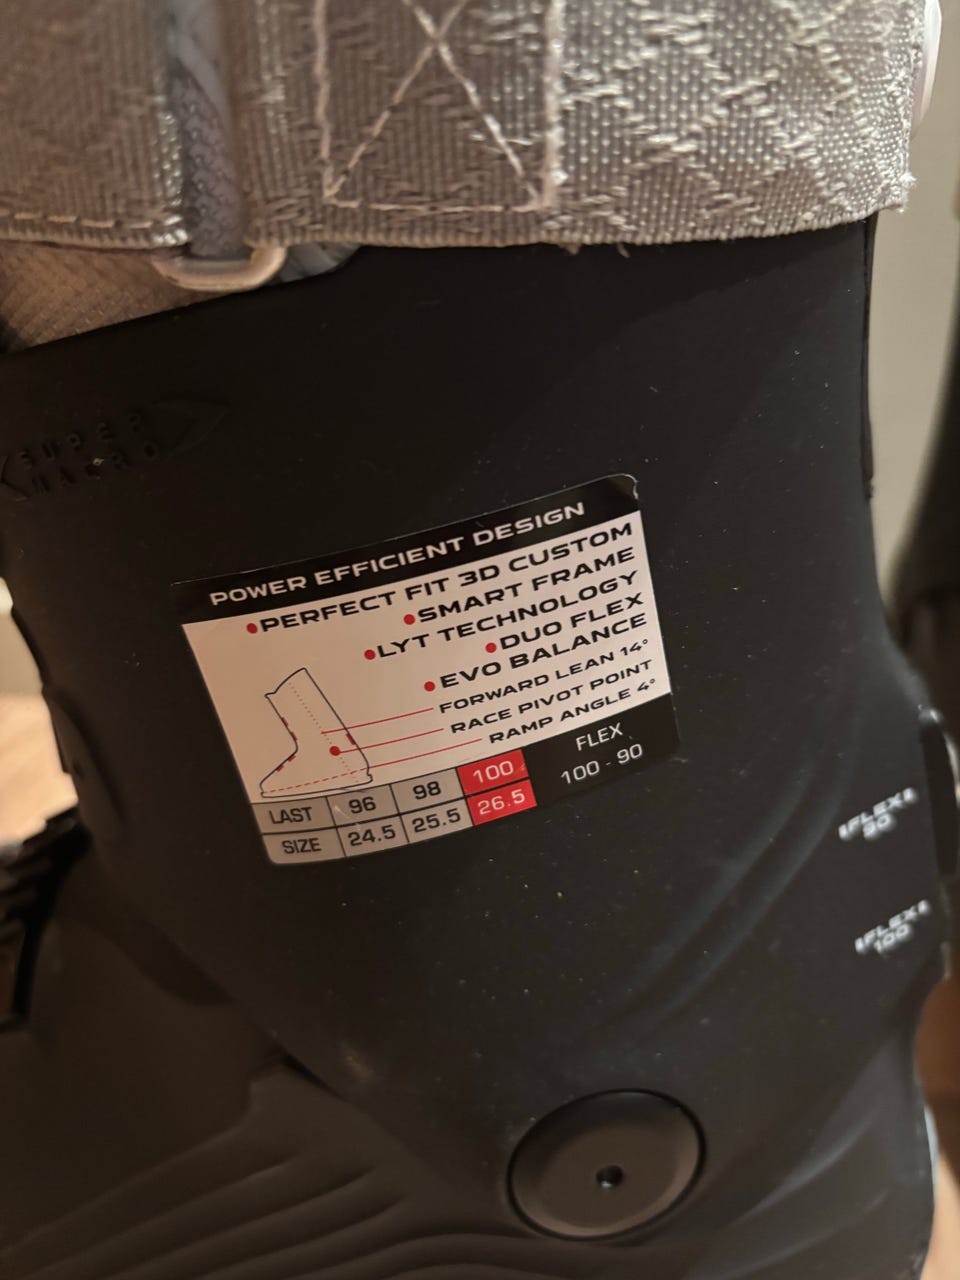 SUPER
MACRO
POWER EFFICIENT DESIGN
•PERFECT FIT 3D CUSTOM
•SMART FRAME
•LYT TECHNOLOGY
•DUO FLEX
•EVO BALANCE
FORWARD LEAN 14°
RACE PIVOT POINT
RAMP ANGLE 4°
LAST 96 98 100
SIZE 24.5 25.5 26.5
FLEX
100 - 90
FLEX
90
FLEX
100